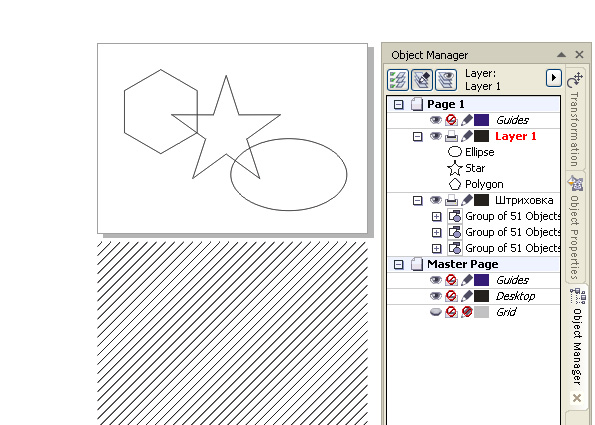 Object Manager
Layer:
Layer 1
Page 1
Guides
Layer 1
Ellipse
Star
Polygon
Штриховка
Group of 51 Objects
Group of 51 Objects
Group of 51 Objects
Master Page
Guides
Desktop
Grid
Transformation
Object Properties
Object Manager